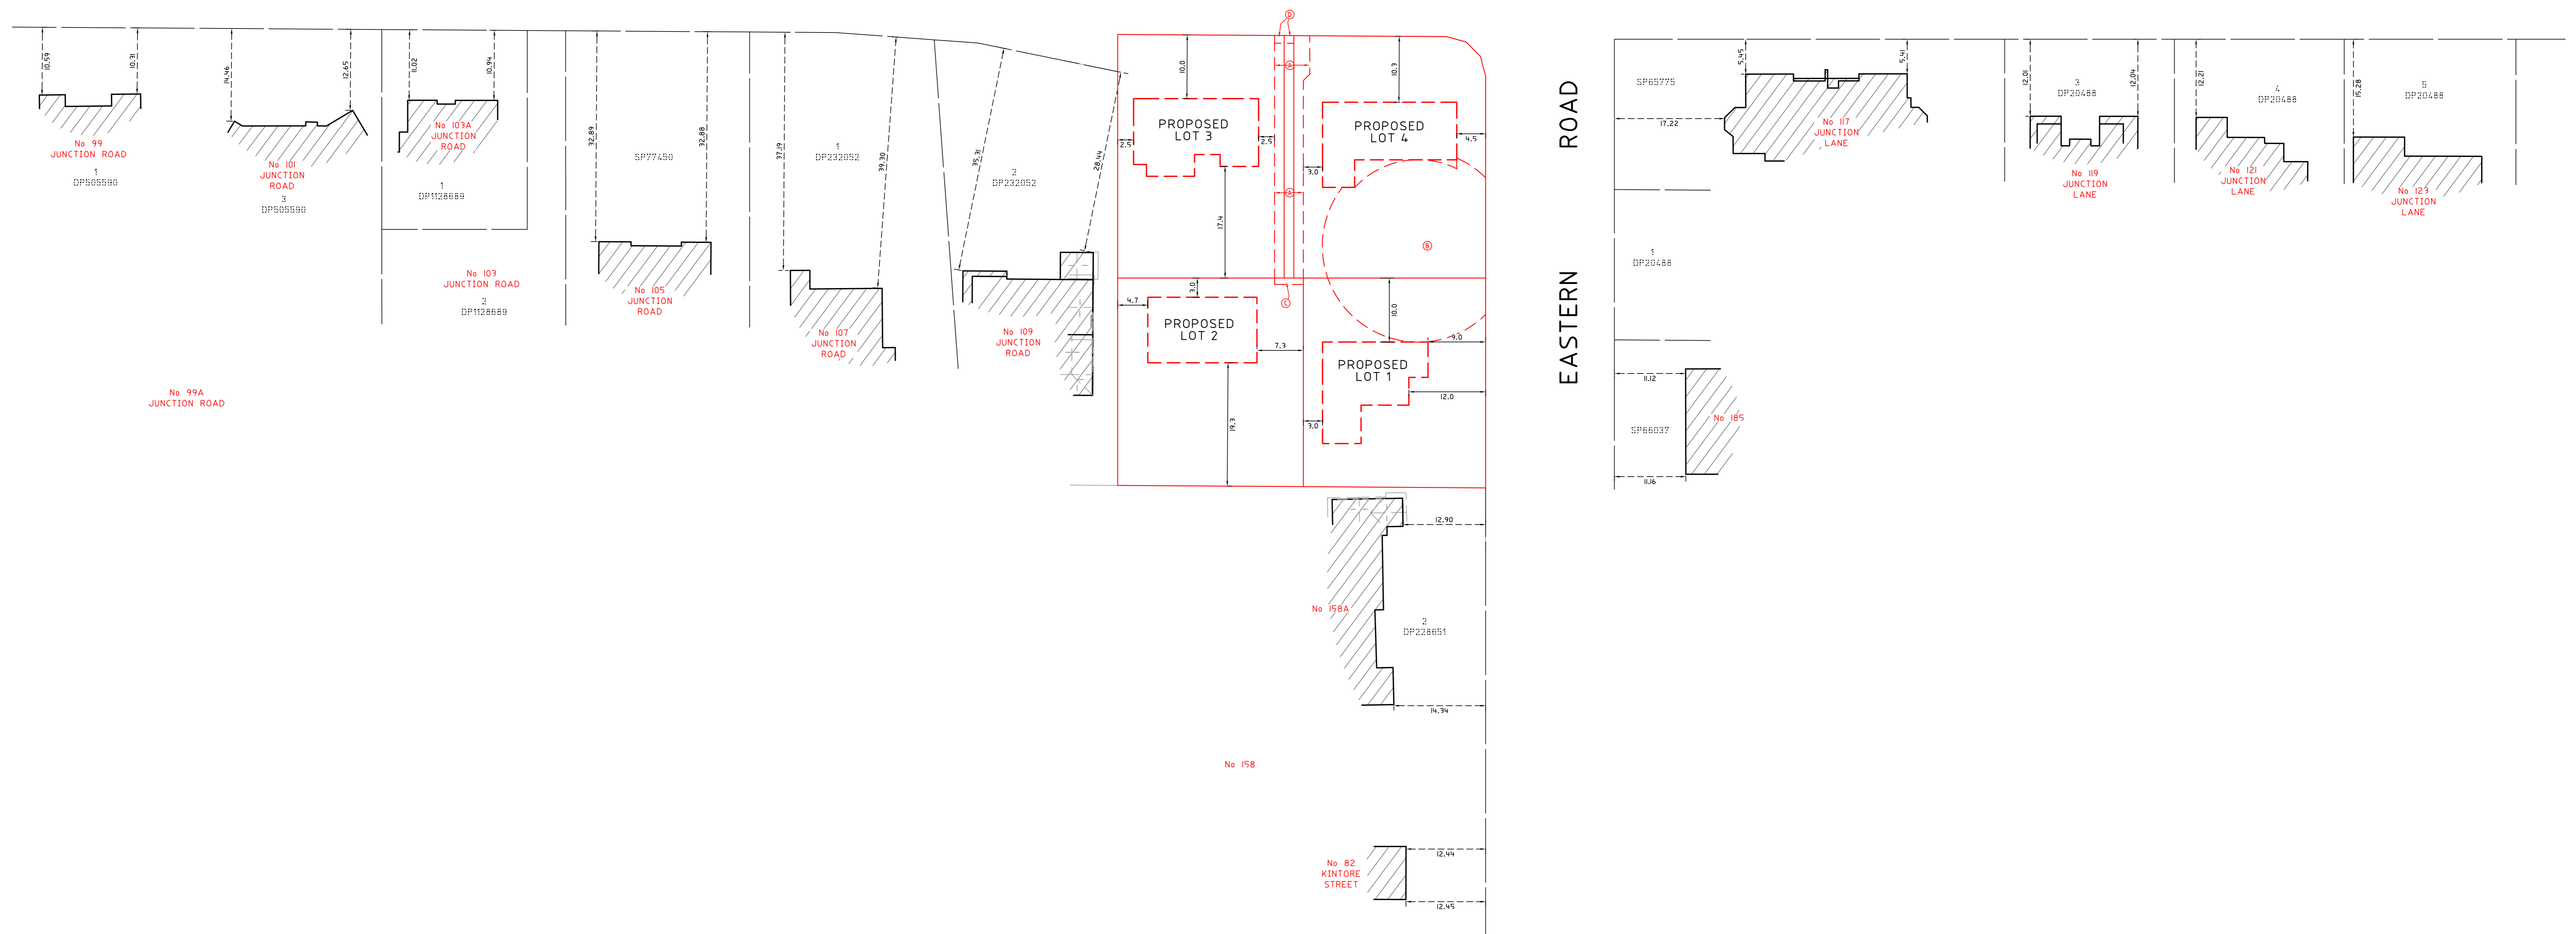 10.59
10.31
No 99
JUNCTION ROAD
1
DP505590
14.46
12.65
No 101
JUNCTION
ROAD
3
DP505590
11.02
10.94
No 103A
JUNCTION
ROAD
1
DP1128689
No 103
JUNCTION ROAD
2
DP1128689
No 99A
JUNCTION ROAD
32.89
32.88
SP77450
No 105
JUNCTION
ROAD
37.19
39.30
1
DP232052
No 107
JUNCTION
ROAD
35.31
28.44
2
DP232052
No 109
JUNCTION
ROAD
D
10.0
A
10.3
PROPOSED
LOT 3
2.5
2.5
PROPOSED
LOT 4
4.5
3.0
A
17.4
B
3.0
C
4.7
PROPOSED
LOT 2
7.3
19.3
10.0
9.0
PROPOSED
LOT 1
12.0
3.0
EASTERN ROAD
SP65775
17.22
5.45
5.41
No 117
JUNCTION
LANE
1
DP20488
11.12
SP66037
No 185
11.16
12.01
3
DP20488
12.04
No 119
JUNCTION
LANE
12.21
4
DP20488
No 121
JUNCTION
LANE
15.28
5
DP20488
No 123
JUNCTION
LANE
12.90
No 158A
2
DP228651
14.34
No 158
No 82
KINTORE
STREET
12.44
12.45